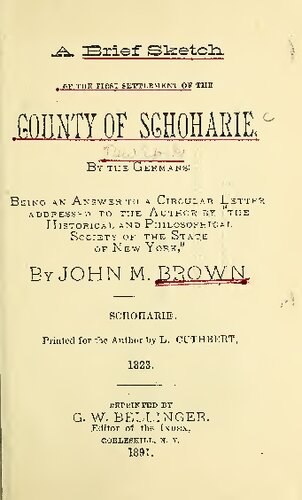 A Brief Sketch
OF THE FIRST SETTLEMENT OF THE
COUNTY OF SCHOHARIE,
BY THE GERMANS:
BEING AN ANSWER TO A CIRCULAR LETTER
ADDRESSED TO THE AUTHOR BY "THE
HISTORICAL AND PHILOSOPHICAL
SOCIETY OF THE STATE
OF NEW YORK,"
BY JOHN M. BROWN.
SCHOHARIE.
Printed for the Author by L. CUTHBERT,
1823.
REPRINTED BY
G. W. BELLINGER.
Editor of the INDEX,
COBLESKILL, N. Y.
1891.